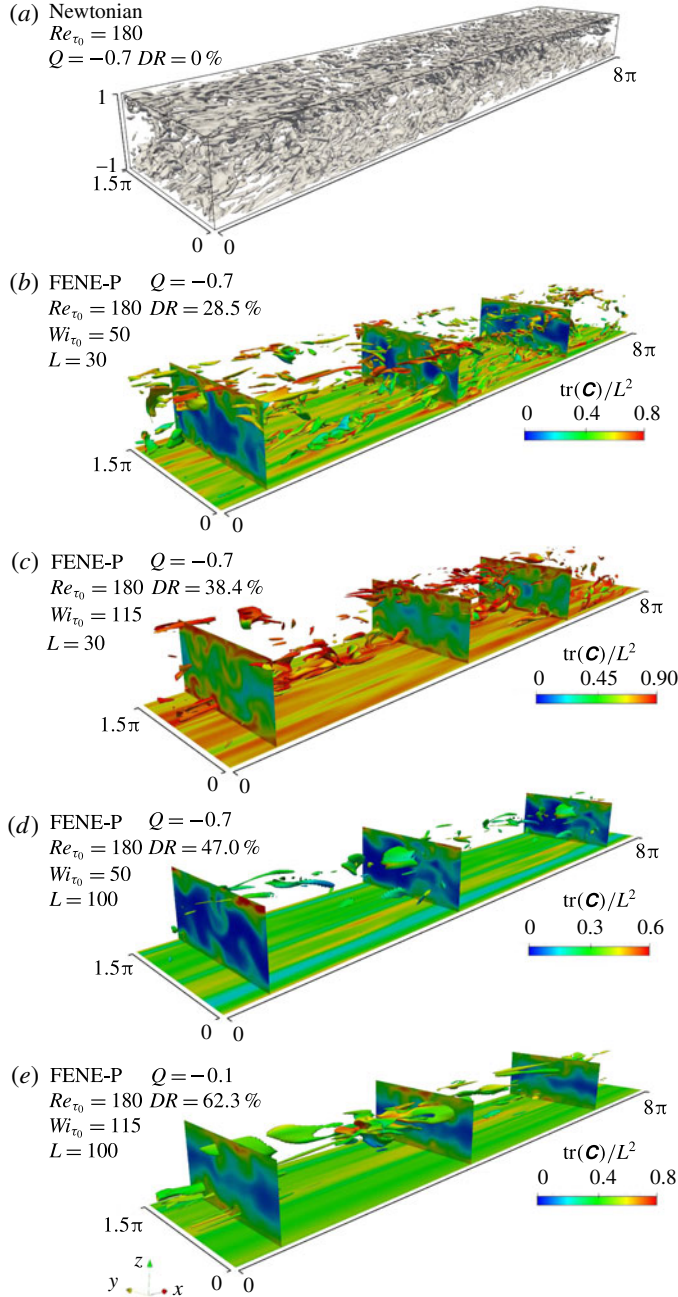 (a) Newtonian
Re_{τ0} = 180
Q = −0.7 DR = 0 %
1
−1
1.5π
0
0
8π
(b) FENE-P Q = −0.7
Re_{τ0} = 180 DR = 28.5 %
Wi_{τ0} = 50
L = 30
8π
tr(C)/L²
0 0.4 0.8
1.5π
0
0
(c) FENE-P Q = −0.7
Re_{τ0} = 180 DR = 38.4 %
Wi_{τ0} = 115
L = 30
8π
tr(C)/L²
0 0.45 0.90
1.5π
0
0
(d) FENE-P Q = −0.7
Re_{τ0} = 180 DR = 47.0 %
Wi_{τ0} = 50
L = 100
8π
tr(C)/L²
0 0.3 0.6
1.5π
0
0
(e) FENE-P Q = −0.1
Re_{τ0} = 180 DR = 62.3 %
Wi_{τ0} = 115
L = 100
8π
tr(C)/L²
0 0.4 0.8
1.5π
z
y x
0
0